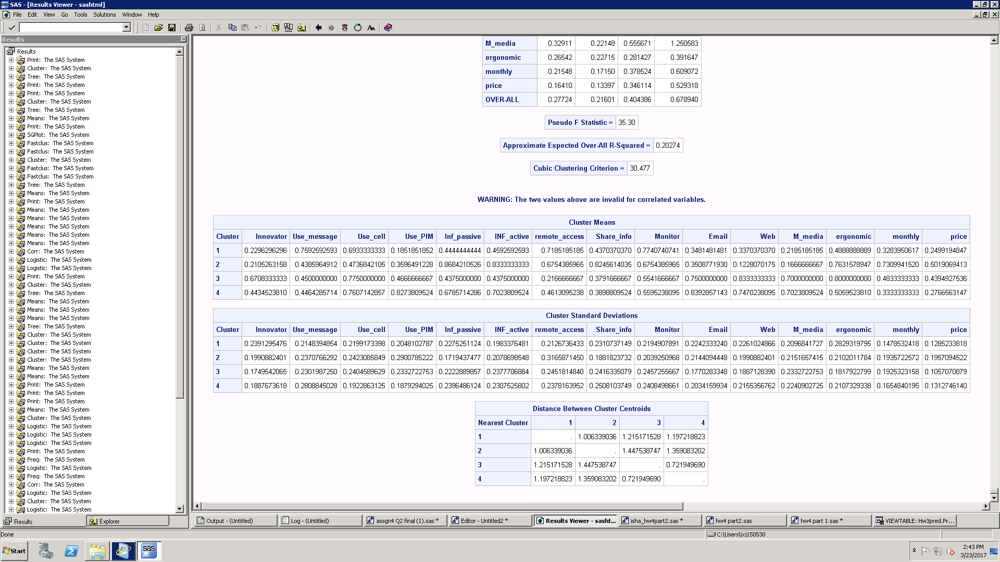 SAS - [Results Viewer - sashtml]
File Edit View Go Tools Solutions Window Help
Results
Results
Print: The SAS System
Cluster: The SAS System
Tree: The SAS System
Print: The SAS System
Print: The SAS System
Cluster: The SAS System
Tree: The SAS System
Means: The SAS System
Print: The SAS System
SGPlot: The SAS System
Fastclus: The SAS System
Fastclus: The SAS System
Cluster: The SAS System
Fastclus: The SAS System
Fastclus: The SAS System
Tree: The SAS System
Means: The SAS System
Print: The SAS System
Means: The SAS System
Means: The SAS System
Means: The SAS System
Means: The SAS System
Means: The SAS System
Corr: The SAS System
Logistic: The SAS System
Logistic: The SAS System
Print: The SAS System
Cluster: The SAS System
Tree: The SAS System
Means: The SAS System
Means: The SAS System
Means: The SAS System
Tree: The SAS System
Cluster: The SAS System
Cluster: The SAS System
Cluster: The SAS System
Cluster: The SAS System
Means: The SAS System
Means: The SAS System
Print: The SAS System
Print: The SAS System
Print: The SAS System
Means: The SAS System
Cluster: The SAS System
Logistic: The SAS System
Logistic: The SAS System
Logistic: The SAS System
Print: The SAS System
Freq: The SAS System
Logistic: The SAS System
Freq: The SAS System
Corr: The SAS System
Logistic: The SAS System
Cluster: The SAS System
Logistic: The SAS System
Results Explorer
M_media 0.32911 0.22148 0.555671 1.250583
ergonomic 0.26542 0.22715 0.281427 0.391647
monthly 0.21548 0.17150 0.378524 0.609072
price 0.16410 0.13397 0.346114 0.529318
OVER-ALL 0.27724 0.21601 0.404386 0.678940
Pseudo F Statistic = 35.30
Approximate Expected Over-All R-Squared = 0.20274
Cubic Clustering Criterion = 30.477
WARNING: The two values above are invalid for correlated variables.
Cluster Means
Cluster Innovator Use_message Use_cell Use_PIM Inf_passive INF_active remote_access Share_info Monitor Email Web M_media ergonomic monthly price
1 0.2296296296 0.7592592593 0.6933333333 0.1851851852 0.4444444444 0.4592592593 0.7185185185 0.4370370370 0.7740740741 0.3481481481 0.3370370370 0.2185185185 0.4888888889 0.3283950617 0.2499194847
2 0.2105263158 0.4385964912 0.4736842105 0.3596491228 0.8684210526 0.8333333333 0.6754385965 0.8245614035 0.6754385965 0.3508771930 0.1228070175 0.1666666667 0.7631578947 0.7309941520 0.5019069413
3 0.6708333333 0.4500000000 0.7750000000 0.4666666667 0.4375000000 0.4375000000 0.2166666667 0.3791666667 0.5541666667 0.7500000000 0.8333333333 0.7000000000 0.8000000000 0.4833333333 0.4394927536
4 0.4434523810 0.4464285714 0.7607142857 0.8273809524 0.6785714286 0.7023809524 0.4613095238 0.3898809524 0.5595238095 0.8392857143 0.7470238095 0.7023809524 0.5059523810 0.3333333333 0.2766563147
Cluster Standard Deviations
Cluster Innovator Use_message Use_cell Use_PIM Inf_passive INF_active remote_access Share_info Monitor Email Web M_media ergonomic monthly price
1 0.2391295476 0.2148394854 0.2199173398 0.2048102787 0.2275251124 0.1983376481 0.2126736433 0.2310737149 0.2194907891 0.2242333240 0.2261024866 0.2096841727 0.2829319795 0.1478532418 0.1285233818
2 0.1990882401 0.2370766292 0.2423085849 0.2900785222 0.1719437477 0.2078698548 0.3165871450 0.1881823732 0.2039250968 0.2144094448 0.1990882401 0.2151657415 0.2102011784 0.1935722572 0.1957094522
3 0.1749542065 0.2301987250 0.2404589629 0.2332722753 0.2222889857 0.2377706884 0.2451814840 0.2416335079 0.2457255667 0.1770283348 0.1887128390 0.2332722753 0.1817922799 0.1925323158 0.1057070879
4 0.1887673618 0.2808845028 0.1922863125 0.1879294025 0.2396486124 0.2307525802 0.2378163952 0.2508103749 0.2408498661 0.2034159934 0.2155356762 0.2240902725 0.2107329338 0.1654840195 0.1312746140
Distance Between Cluster Centroids
Nearest Cluster 1 2 3 4
1 . 1.006339036 1.215171528 1.197218823
2 1.006339036 . 1.447538747 1.359083202
3 1.215171528 1.447538747 . 0.721949690
4 1.197218823 1.359083202 0.721949690 .
Output - (Untitled) Log - (Untitled) assgn4 Q2 final (1).sas * Editor - Untitled2 * Results Viewer - sasht... isha_hw4part2.sas * hw4 part2.sas hw4 part 1.sas * VIEWTABLE: Hw3pred.Pr...
Done C:\Users\ixj150530
Start sas 2:43 PM
3/23/2017